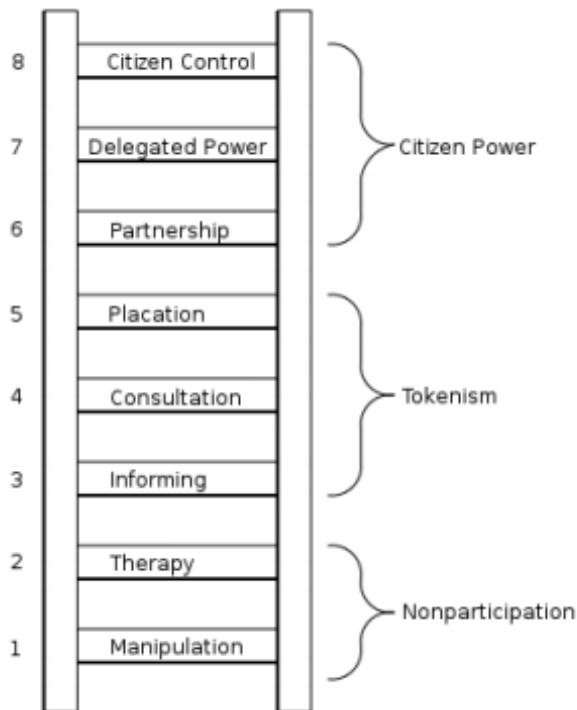 8 Citizen Control
7 Delegated Power Citizen Power
6 Partnership
5 Placation
4 Consultation Tokenism
3 Informing
2 Therapy
Nonparticipation
1 Manipulation